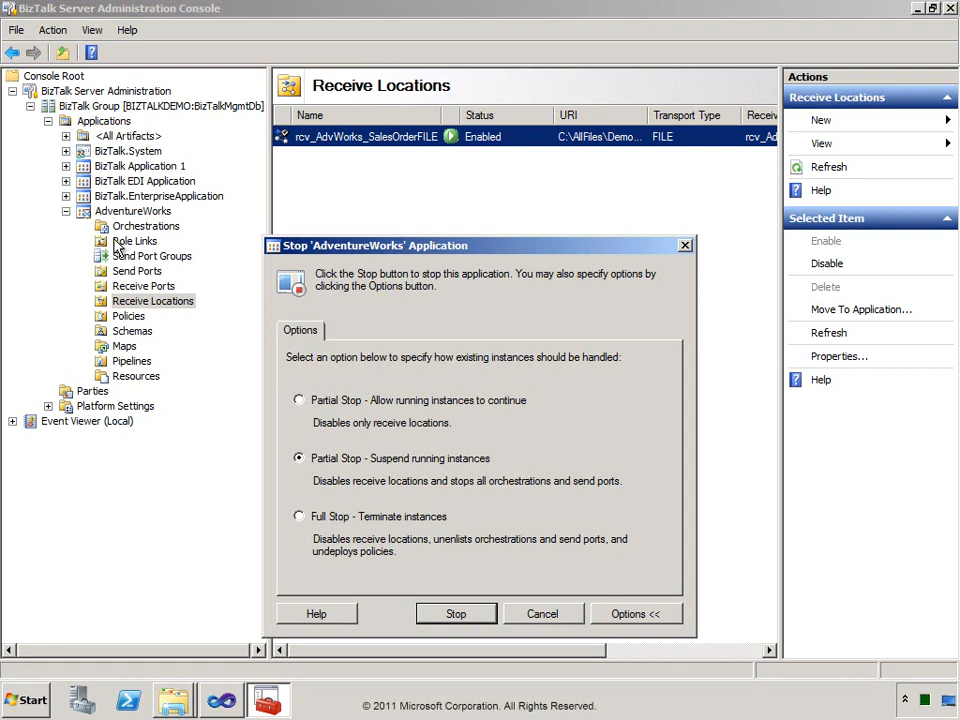 BizTalk Server Administration Console
File Action View Help
Console Root
BizTalk Server Administration
BizTalk Group [BIZTALKDEMO:BizTalkMgmtDb]
Applications
<All Artifacts>
BizTalk.System
BizTalk Application 1
BizTalk EDI Application
BizTalk.EnterpriseApplication
AdventureWorks
Orchestrations
Role Links
Send Port Groups
Send Ports
Receive Ports
Receive Locations
Policies
Schemas
Maps
Pipelines
Resources
Parties
Platform Settings
Event Viewer (Local)
Receive Locations
Name Status URI Transport Type Receiv
rcv_AdvWorks_SalesOrderFILE Enabled C:\AllFiles\Demo... FILE rcv_Ad
Stop 'AdventureWorks' Application
Click the Stop button to stop this application. You may also specify options by
clicking the Options button.
Options
Select an option below to specify how existing instances should be handled:
Partial Stop - Allow running instances to continue
Disables only receive locations.
Partial Stop - Suspend running instances
Disables receive locations and stops all orchestrations and send ports.
Full Stop - Terminate instances
Disables receive locations, unenlists orchestrations and send ports, and
undeploys policies.
Help Stop Cancel Options <<
Actions
Receive Locations
New
View
Refresh
Help
Selected Item
Enable
Disable
Delete
Move To Application...
Refresh
Properties...
Help
Start
© 2011 Microsoft Corporation. All Rights Reserved.